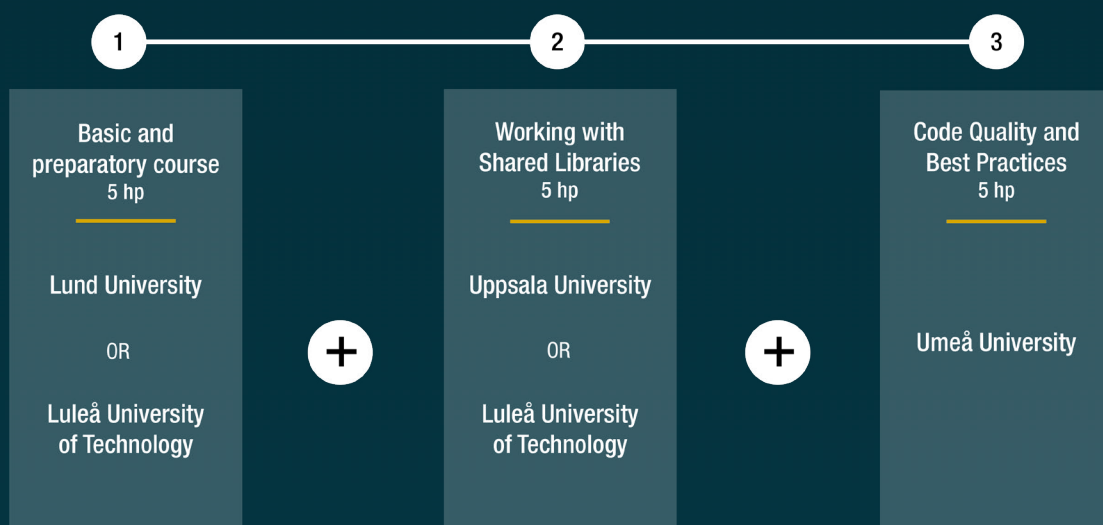 1
2
3
Basic and
preparatory course
5 hp
Lund University
OR
Luleå University
of Technology
+
Working with
Shared Libraries
5 hp
Uppsala University
OR
Luleå University
of Technology
+
Code Quality and
Best Practices
5 hp
Umeå University